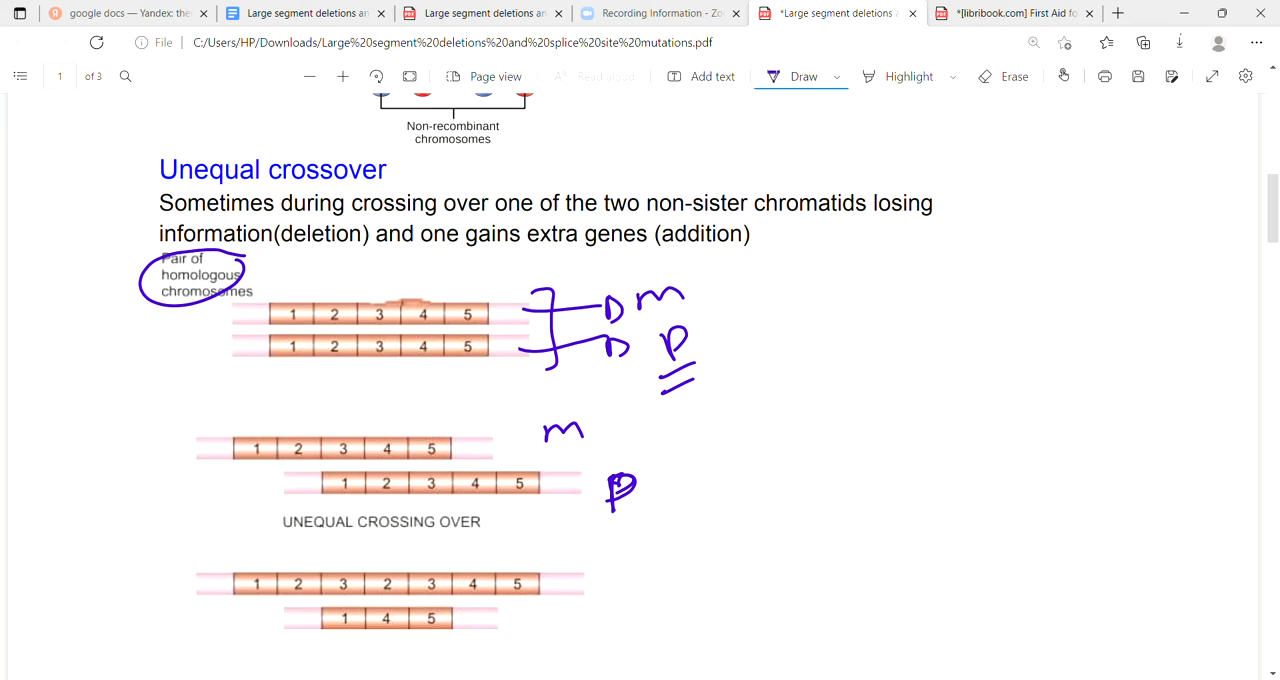 google docs — Yandex: the
Large segment deletions an
Large segment deletions an
Recording Information - Zo
*Large segment deletions a
*[libribook.com] First Aid fo
File
C:/Users/HP/Downloads/Large%20segment%20deletions%20and%20splice%20site%20mutations.pdf
1 of 3
Page view
Read aloud
Add text
Draw
Highlight
Erase
Non-recombinant
chromosomes
Unequal crossover
Sometimes during crossing over one of the two non-sister chromatids losing
information(deletion) and one gains extra genes (addition)
Pair of
homologous
chromosomes
1 2 3 4 5
D m
1 2 3 4 5
D P
m
1 2 3 4 5
1 2 3 4 5
P
UNEQUAL CROSSING OVER
1 2 3 2 3 4 5
1 4 5